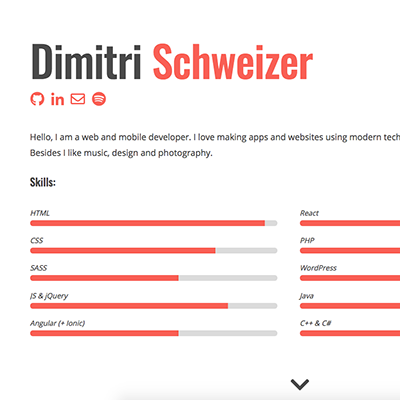 Dimitri Schweizer
Hello, I am a web and mobile developer. I love making apps and websites using modern tech
Besides I like music, design and photography.
Skills:
HTML
React
CSS
PHP
SASS
WordPress
JS & jQuery
Java
Angular (+ Ionic)
C++ & C#